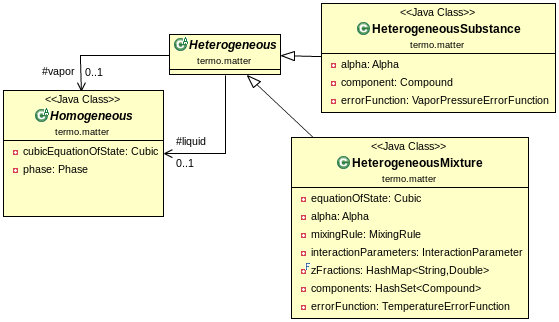 Heterogeneous
termo.matter
<<Java Class>>
HeterogeneousSubstance
termo.matter
alpha: Alpha
component: Compound
errorFunction: VaporPressureErrorFunction
#vapor
0..1
<<Java Class>>
Homogeneous
termo.matter
cubicEquationOfState: Cubic
phase: Phase
#liquid
0..1
<<Java Class>>
HeterogeneousMixture
termo.matter
equationOfState: Cubic
alpha: Alpha
mixingRule: MixingRule
interactionParameters: InteractionParameter
zFractions: HashMap<String,Double>
components: HashSet<Compound>
errorFunction: TemperatureErrorFunction